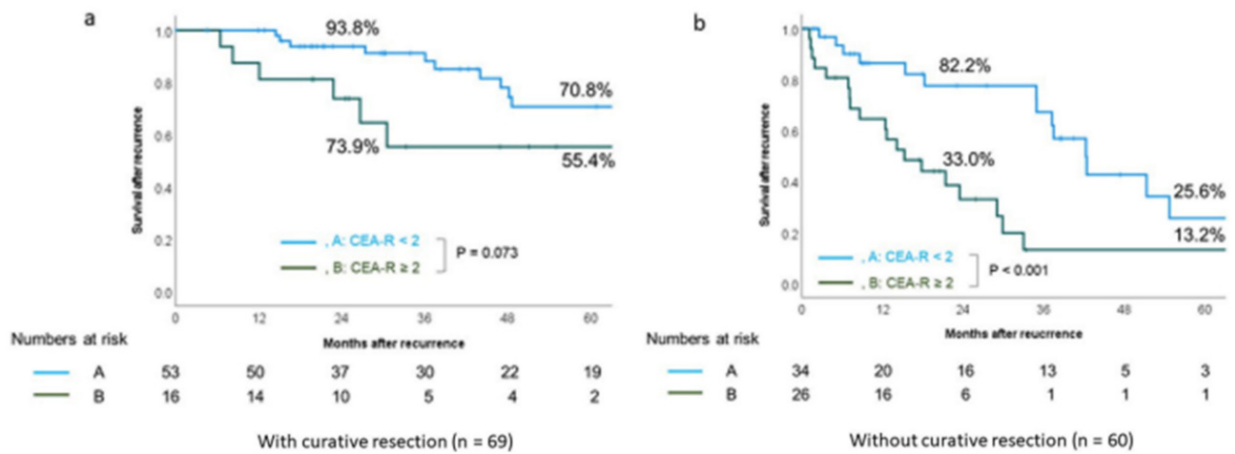 a
93.8%
70.8%
73.9%
55.4%
Survival after recurrence
1.0
0.8
0.6
0.4
0.2
0.0
, A: CEA-R < 2
, B: CEA-R ≥ 2
P = 0.073
0 12 24 36 48 60
Months after recurrence
Numbers at risk
A 53 50 37 30 22 19
B 16 14 10 5 4 2
With curative resection (n = 69)
b
82.2%
33.0%
25.6%
13.2%
Survival after recurrence
1.0
0.8
0.6
0.4
0.2
0.0
, A: CEA-R < 2
, B: CEA-R ≥ 2
P < 0.001
0 12 24 36 48 60
Months after reucrrence
Numbers at risk
A 34 20 16 13 5 3
B 26 16 6 1 1 1
Without curative resection (n = 60)